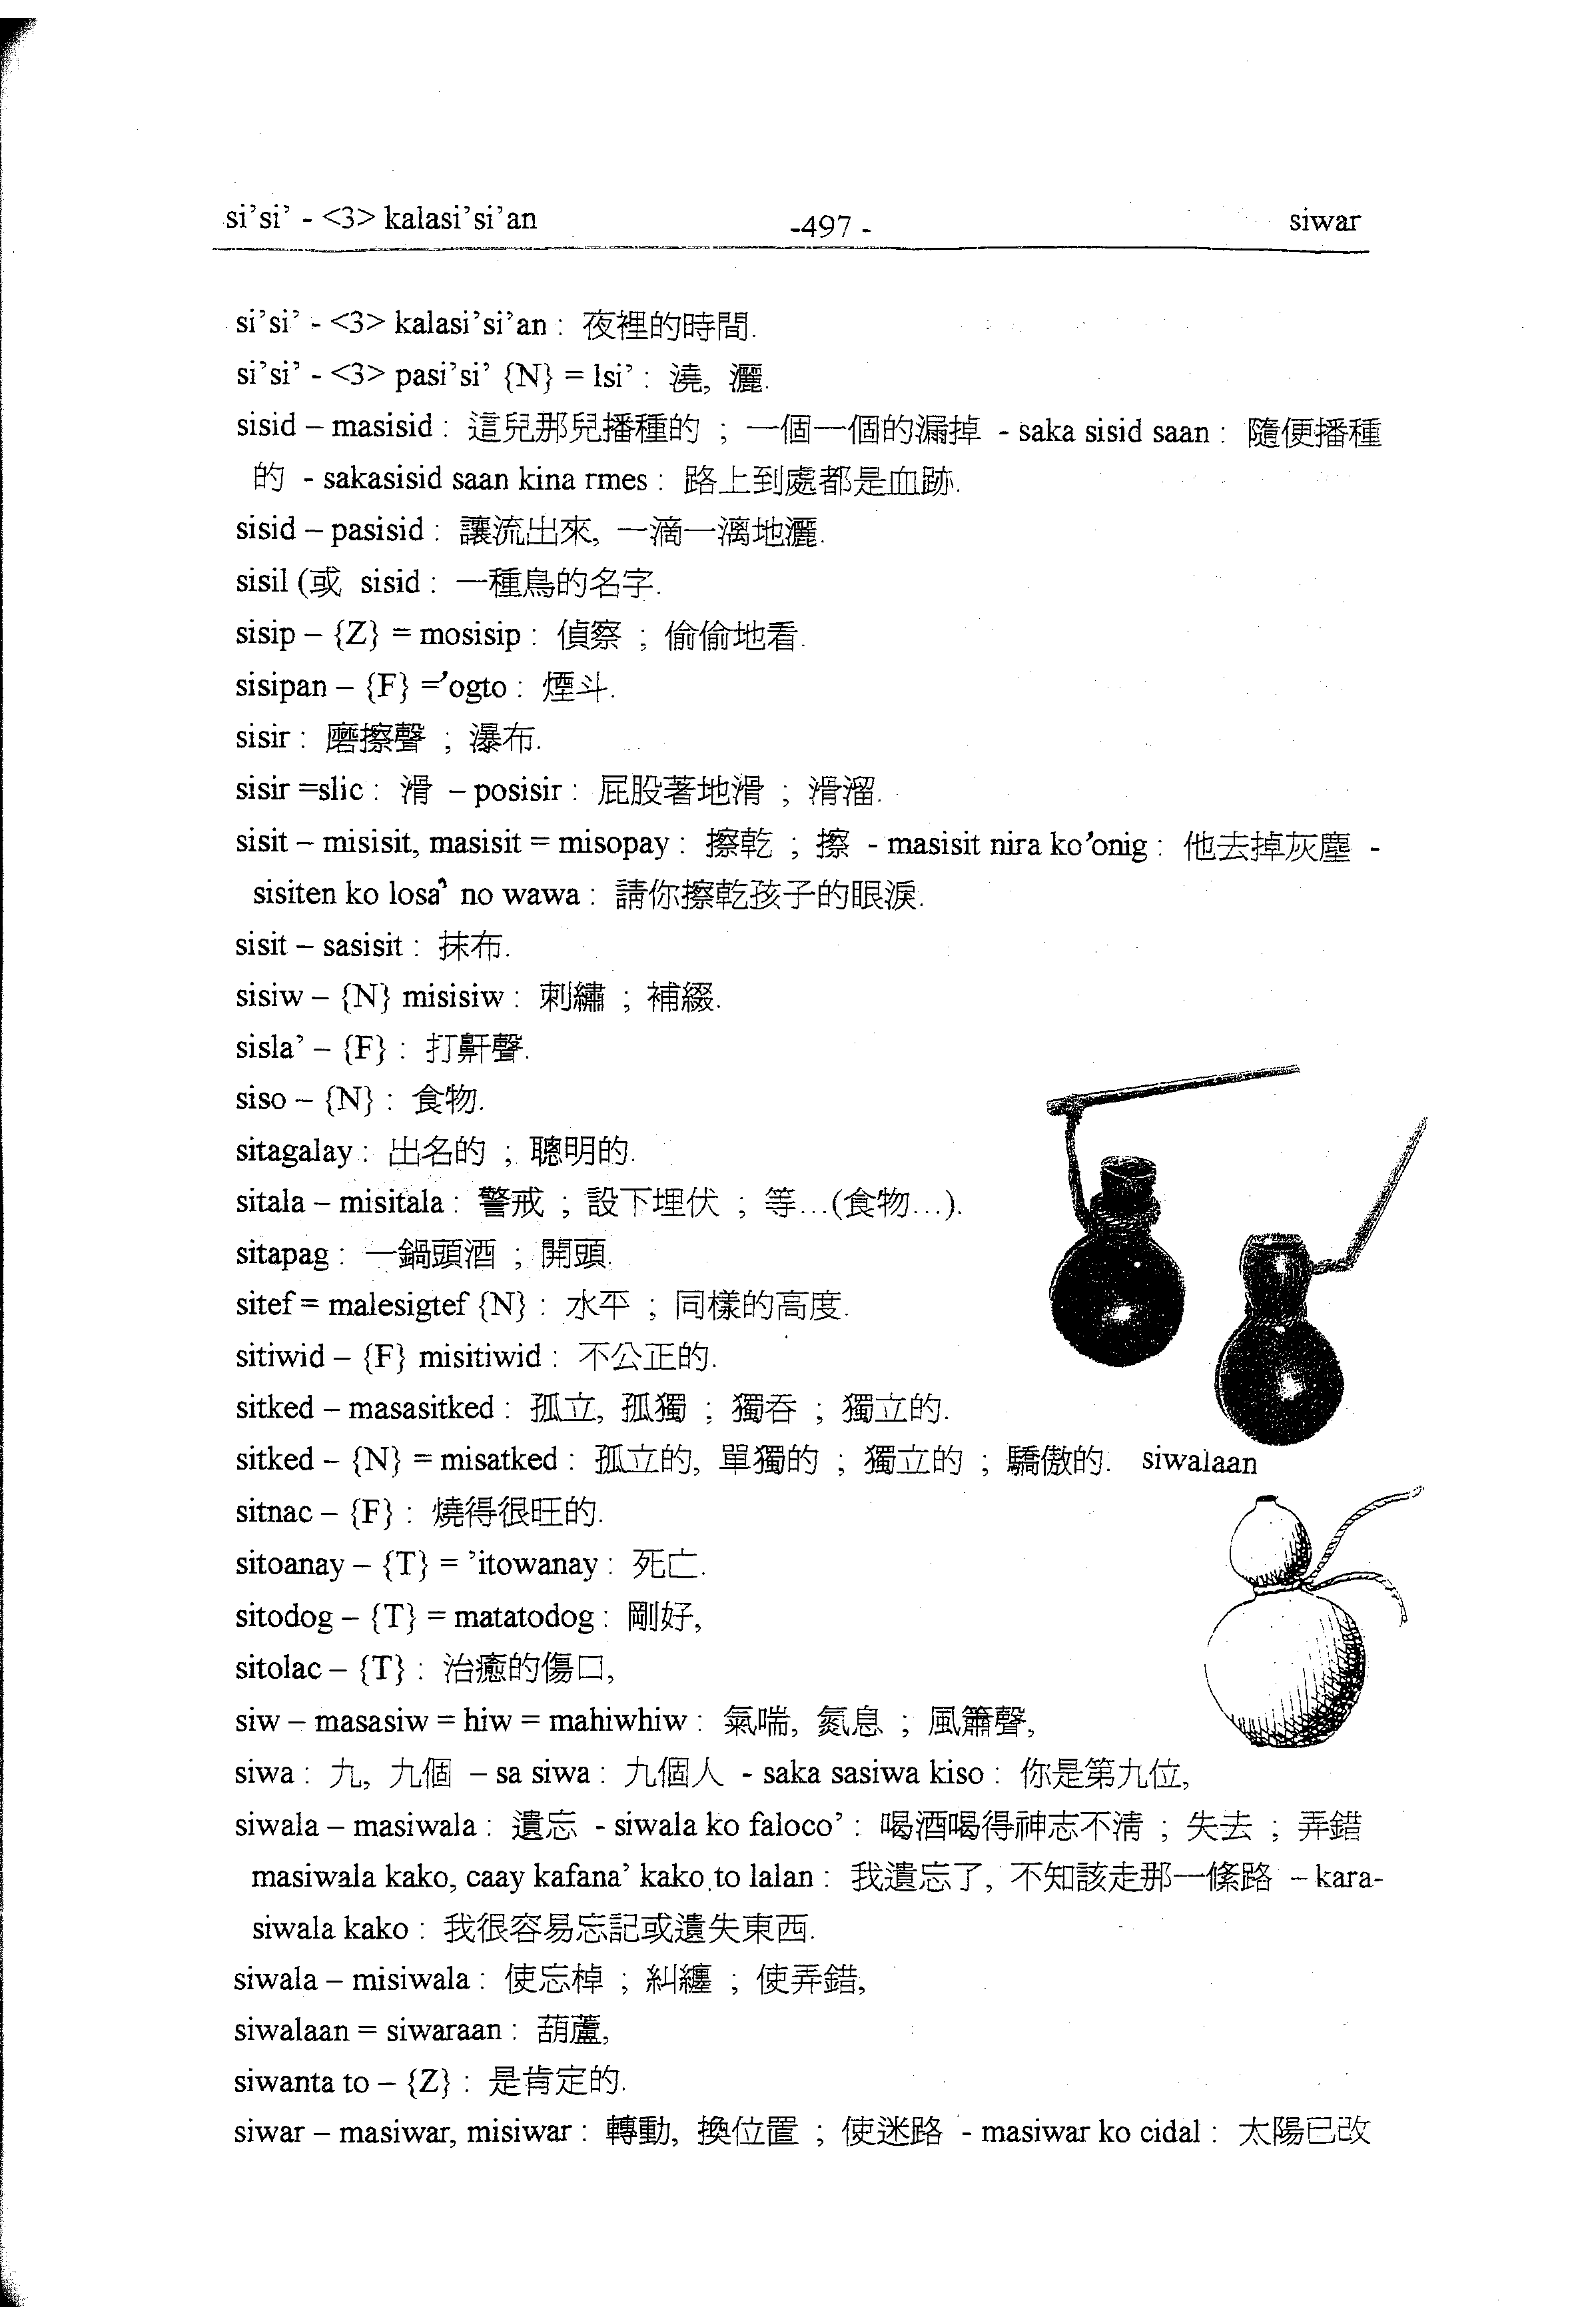 si’si’ - <3> kalasi’si’an -497 - siwar
si’si’ - <3> kalasi’si’an : 夜裡的時間.
si’si’ - <3> pasi’si’ {N} = lsi’ : 澆, 灑.
sisid – masisid : 這兒那兒播種的 ; 一個一個的漏掉 - saka sisid saan : 隨便播種
的 - sakasisid saan kina rmes : 路上到處都是血跡.
sisid – pasisid : 讓流出來, 一滴一漓地灑.
sisil (或 sisid : 一種鳥的名字.
sisip – {Z} = mosisip : 偵察 ; 偷偷地看.
sisipan – {F} =’ogto : 煙斗.
sisir : 磨擦聲 ; 瀑布.
sisir =slic : 滑 – posisir : 屁股著地滑 ; 滑溜.
sisit – misisit, masisit = misopay : 擦乾 ; 擦 - masisit nira ko’onig : 他去掉灰塵 -
sisiten ko losa’ no wawa : 請你擦乾孩子的眼淚.
sisit – sasisit : 抹布.
sisiw – {N} misisiw : 刺繡 ; 補綴.
sisla’ – {F} : 打鼾聲.
siso – {N} : 食物.
sitagalay : 出名的 ; 聰明的.
sitala – misitala : 警戒 ; 設下埋伏 ; 等…(食物…).
sitapag : 一鍋頭酒 ; 開頭.
sitef = malesigtef {N} : 水平 ; 同樣的高度.
sitiwid – {F} misitiwid : 不公正的.
sitked – masasitked : 孤立, 孤獨 ; 獨吞 ; 獨立的.
sitked – {N} = misatked : 孤立的, 單獨的 ; 獨立的 ; 驕傲的. siwalaan
sitnac – {F} : 燒得很旺的.
sitoanay – {T} = ’itowanay : 死亡.
sitodog – {T} = matatodog : 剛好,
sitolac – {T} : 治癒的傷口,
siw – masasiw = hiw = mahiwhiw : 氣喘, 氮息 ; 風簫聲,
siwa : 九, 九個 – sa siwa : 九個人 - saka sasiwa kiso : 你是第九位,
siwala – masiwala : 遺忘 - siwala ko faloco’ : 喝酒喝得神志不清 ; 失去 ; 弄錯
masiwala kako, caay kafana’ kako to lalan : 我遺忘了, 不知該走那一條路 – kara-
siwala kako : 我很容易忘記或遺失東西.
siwala – misiwala : 使忘棹 ; 糾纏 ; 使弄錯,
siwalaan = siwaraan : 葫蘆,
siwanta to – {Z} : 是肯定的.
siwar – masiwar, misiwar : 轉動, 換位置 ; 使迷路 - masiwar ko cidal : 太陽已改